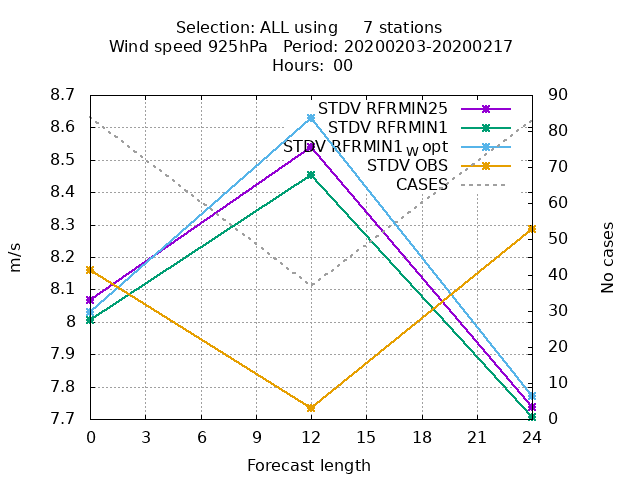 Selection: ALL using     7 stations
Wind speed 925hPa   Period: 20200203-20200217
Hours:  00
STDV RFRMIN25
STDV RFRMIN1
STDV RFRMIN1_W opt
STDV OBS
CASES
8.7
8.6
8.5
8.4
8.3
8.2
8.1
8
7.9
7.8
7.7
90
80
70
60
50
40
30
20
10
0
m/s
No cases
0 3 6 9 12 15 18 21 24
Forecast length